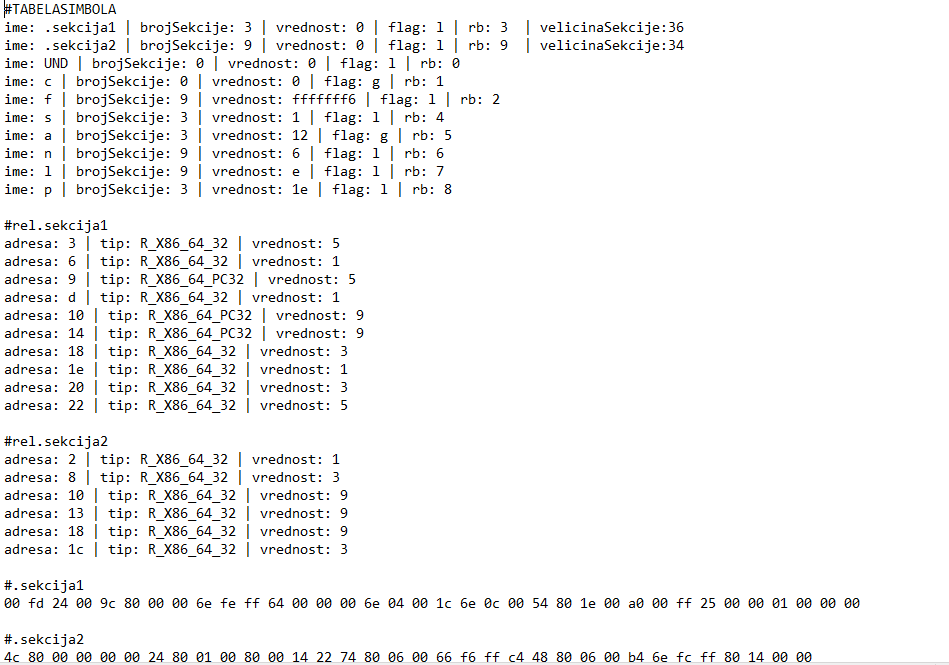 #TABELASIMBOLA
ime: .sekcija1 | brojSekcije: 3 | vrednost: 0 | flag: l | rb: 3  | velicinaSekcije:36
ime: .sekcija2 | brojSekcije: 9 | vrednost: 0 | flag: l | rb: 9  | velicinaSekcije:34
ime: UND | brojSekcije: 0 | vrednost: 0 | flag: l | rb: 0
ime: c | brojSekcije: 0 | vrednost: 0 | flag: g | rb: 1
ime: f | brojSekcije: 9 | vrednost: fffffff6 | flag: l | rb: 2
ime: s | brojSekcije: 3 | vrednost: 1 | flag: l | rb: 4
ime: a | brojSekcije: 3 | vrednost: 12 | flag: g | rb: 5
ime: n | brojSekcije: 9 | vrednost: 6 | flag: l | rb: 6
ime: l | brojSekcije: 9 | vrednost: e | flag: l | rb: 7
ime: p | brojSekcije: 3 | vrednost: 1e | flag: l | rb: 8

#rel.sekcija1
adresa: 3 | tip: R_X86_64_32 | vrednost: 5
adresa: 6 | tip: R_X86_64_32 | vrednost: 1
adresa: 9 | tip: R_X86_64_PC32 | vrednost: 5
adresa: d | tip: R_X86_64_32 | vrednost: 1
adresa: 10 | tip: R_X86_64_PC32 | vrednost: 9
adresa: 14 | tip: R_X86_64_PC32 | vrednost: 9
adresa: 18 | tip: R_X86_64_32 | vrednost: 3
adresa: 1e | tip: R_X86_64_32 | vrednost: 1
adresa: 20 | tip: R_X86_64_32 | vrednost: 3
adresa: 22 | tip: R_X86_64_32 | vrednost: 5

#rel.sekcija2
adresa: 2 | tip: R_X86_64_32 | vrednost: 1
adresa: 8 | tip: R_X86_64_32 | vrednost: 3
adresa: 10 | tip: R_X86_64_32 | vrednost: 9
adresa: 13 | tip: R_X86_64_32 | vrednost: 9
adresa: 18 | tip: R_X86_64_32 | vrednost: 9
adresa: 1c | tip: R_X86_64_32 | vrednost: 3

#.sekcija1
00 fd 24 00 9c 80 00 00 6e fe ff 64 00 00 00 6e 04 00 1c 6e 0c 00 54 80 1e 00 a0 00 ff 25 00 00 01 00 00 00

#.sekcija2
4c 80 00 00 00 00 24 80 01 00 80 00 14 22 74 80 06 00 66 f6 ff c4 48 80 06 00 b4 6e fc ff 80 14 00 00